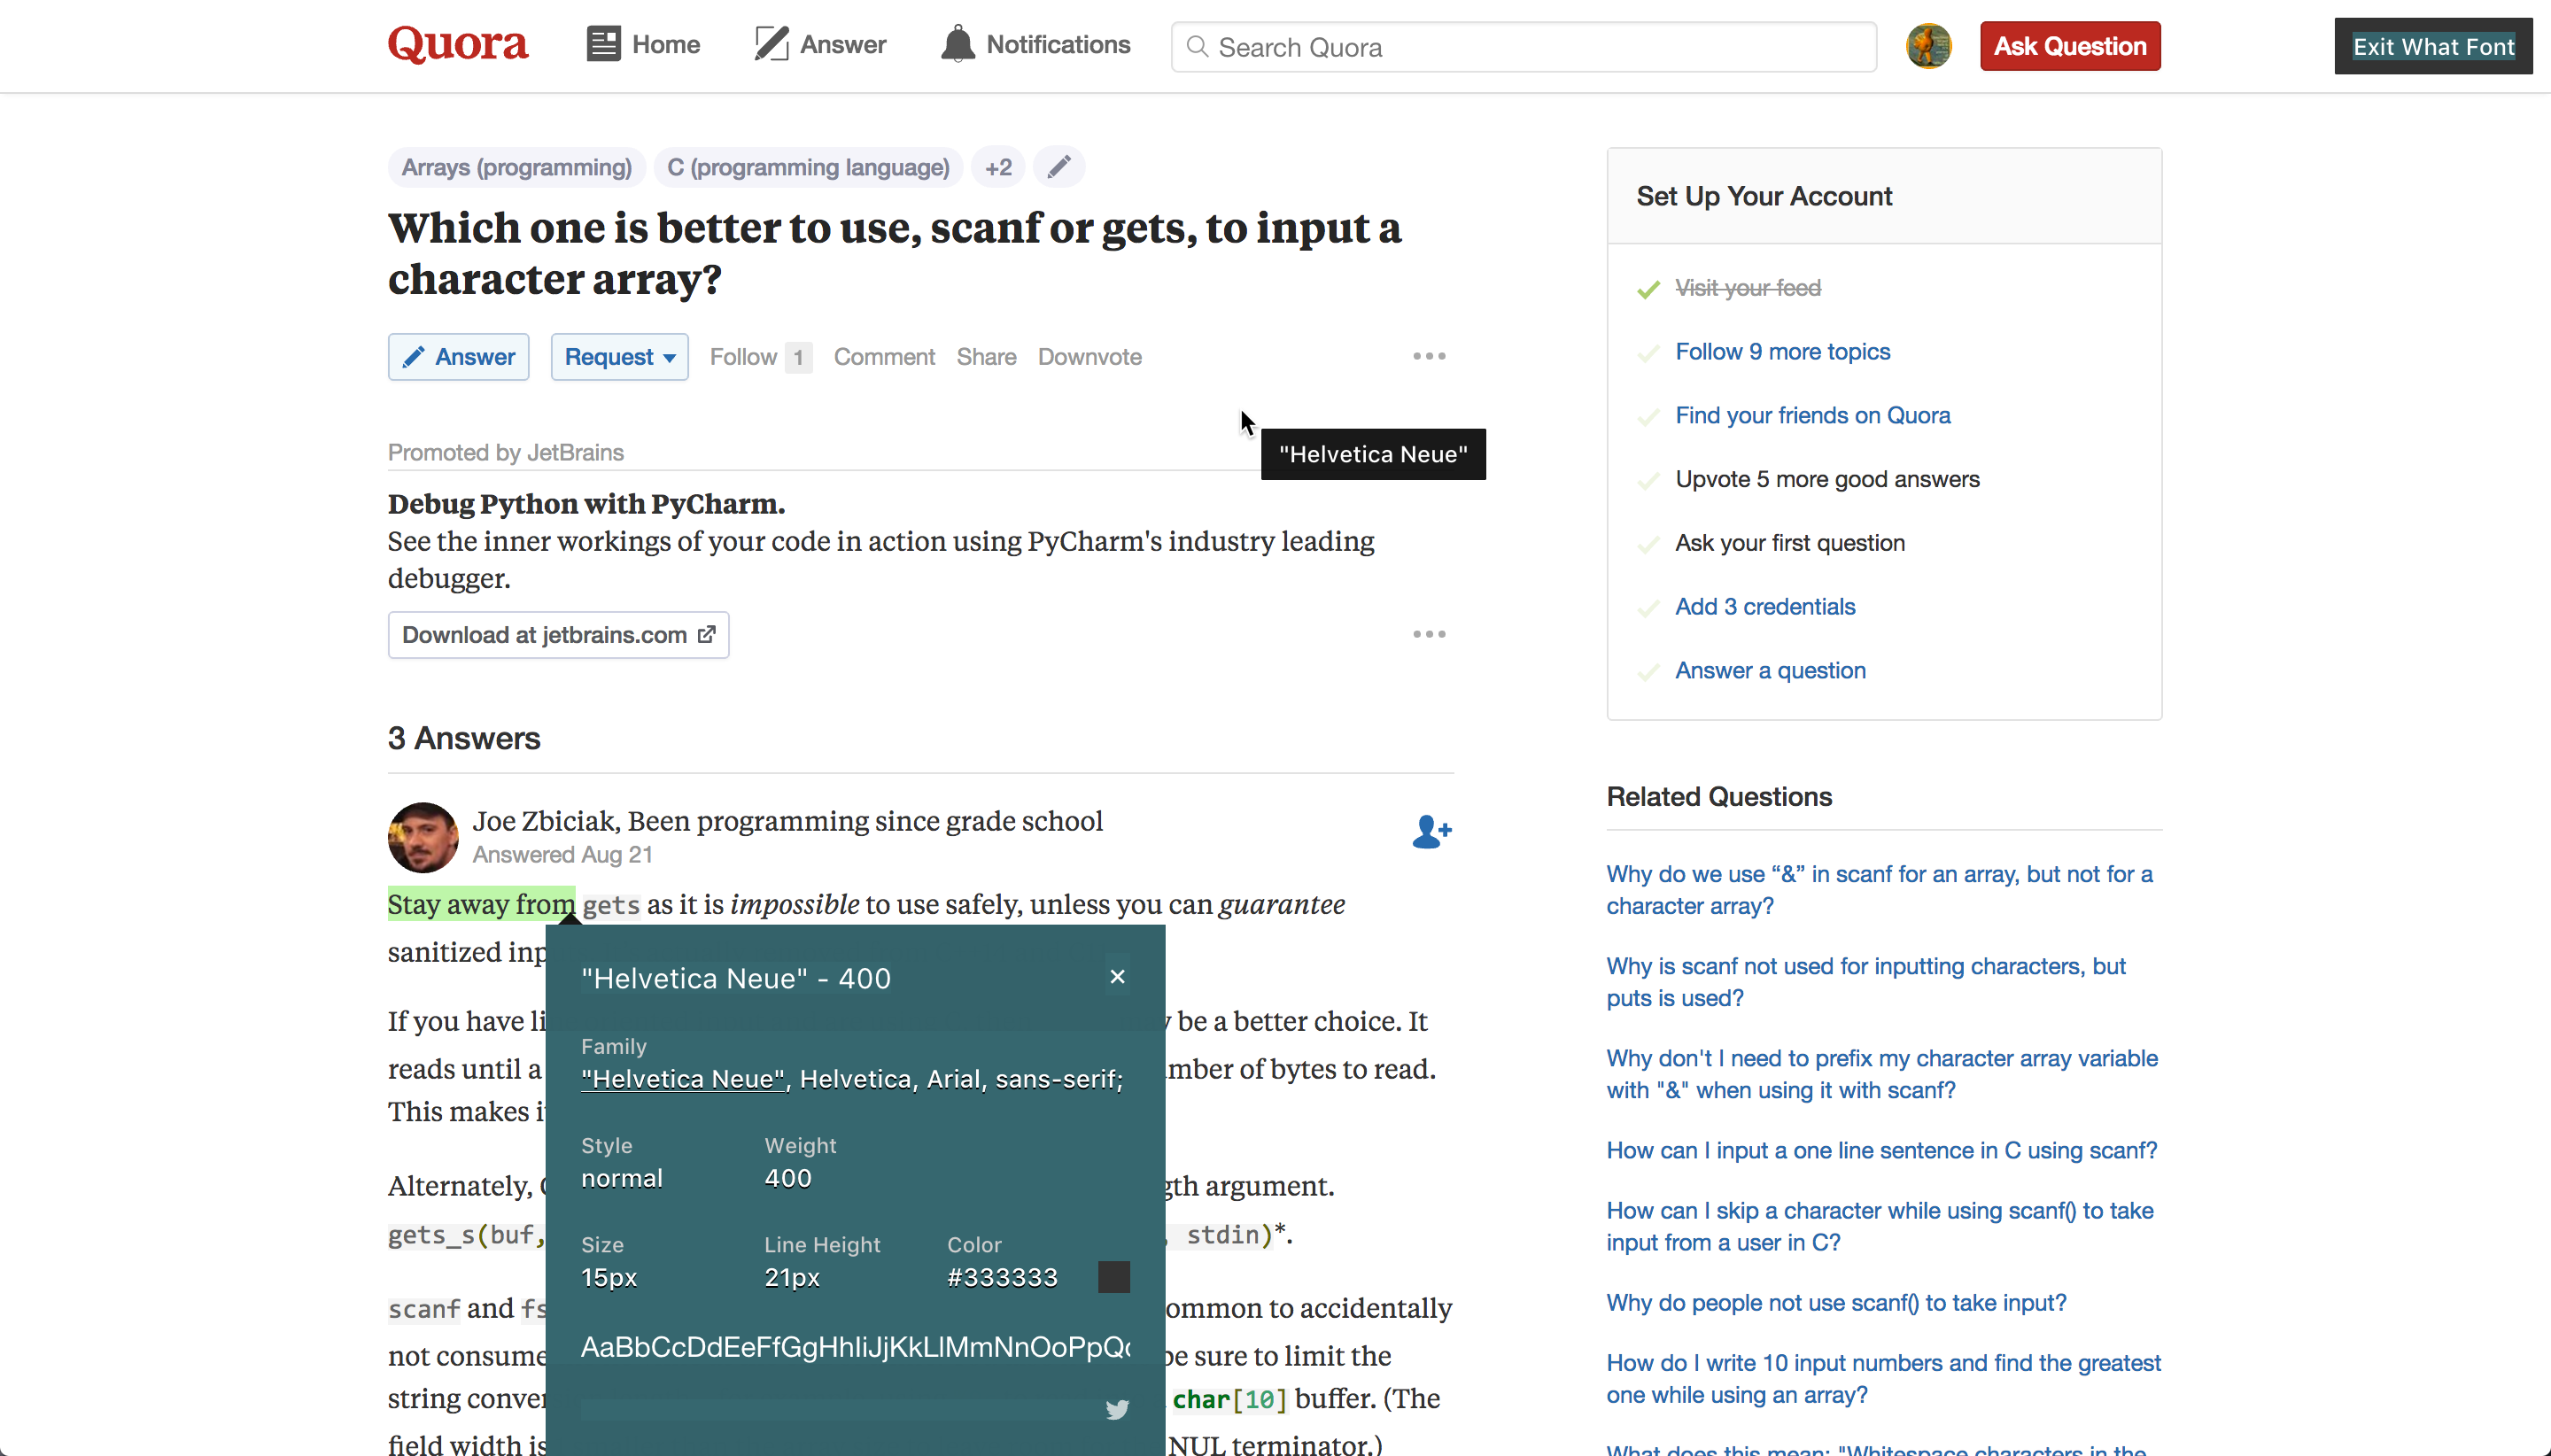 Quora
Home
Answer
Notifications
Search Quora
Ask Question
Exit What Font
Arrays (programming)
C (programming language)
+2
Which one is better to use, scanf or gets, to input a
character array?
Answer
Request
Follow 1
Comment
Share
Downvote
"Helvetica Neue"
Promoted by JetBrains
Debug Python with PyCharm.
See the inner workings of your code in action using PyCharm's industry leading
debugger.
Download at jetbrains.com
3 Answers
Joe Zbiciak, Been programming since grade school
Answered Aug 21
Stay away from gets as it is impossible to use safely, unless you can guarantee
sanitized inp
If you have li
be a better choice. It
reads until a
mber of bytes to read.
This makes i
Alternately,
gth argument.
gets_s(buf,
, stdin)*.
scanf and fs
ommon to accidentally
not consume
be sure to limit the
string conver
char[10] buffer. (The
field width is
NUL terminator.)
"Helvetica Neue" - 400
Family
"Helvetica Neue", Helvetica, Arial, sans-serif;
Style
normal
Weight
400
Size
15px
Line Height
21px
Color
#333333
AaBbCcDdEeFfGgHhIiJjKkLlMmNnOoPpQ
Set Up Your Account
Visit your feed
Follow 9 more topics
Find your friends on Quora
Upvote 5 more good answers
Ask your first question
Add 3 credentials
Answer a question
Related Questions
Why do we use “&” in scanf for an array, but not for a
character array?
Why is scanf not used for inputting characters, but
puts is used?
Why don't I need to prefix my character array variable
with "&" when using it with scanf?
How can I input a one line sentence in C using scanf?
How can I skip a character while using scanf() to take
input from a user in C?
Why do people not use scanf() to take input?
How do I write 10 input numbers and find the greatest
one while using an array?
What does this mean: "Whitespace characters in the